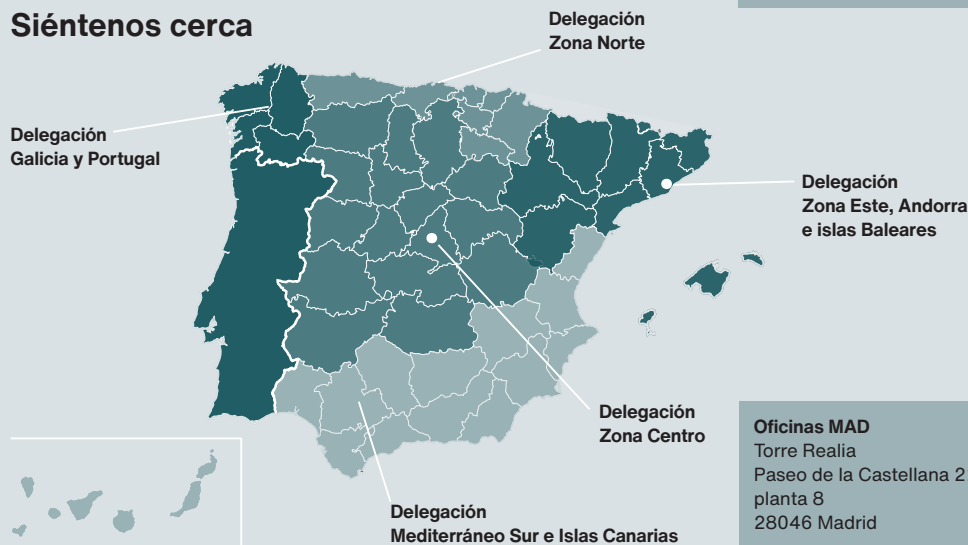 Siéntenos cerca
Delegación
Zona Norte
Delegación
Galicia y Portugal
Delegación
Zona Este, Andorra
e islas Baleares
Delegación
Zona Centro
Delegación
Mediterráneo Sur e Islas Canarias
Oficinas MAD
Torre Realia
Paseo de la Castellana 2
planta 8
28046 Madrid